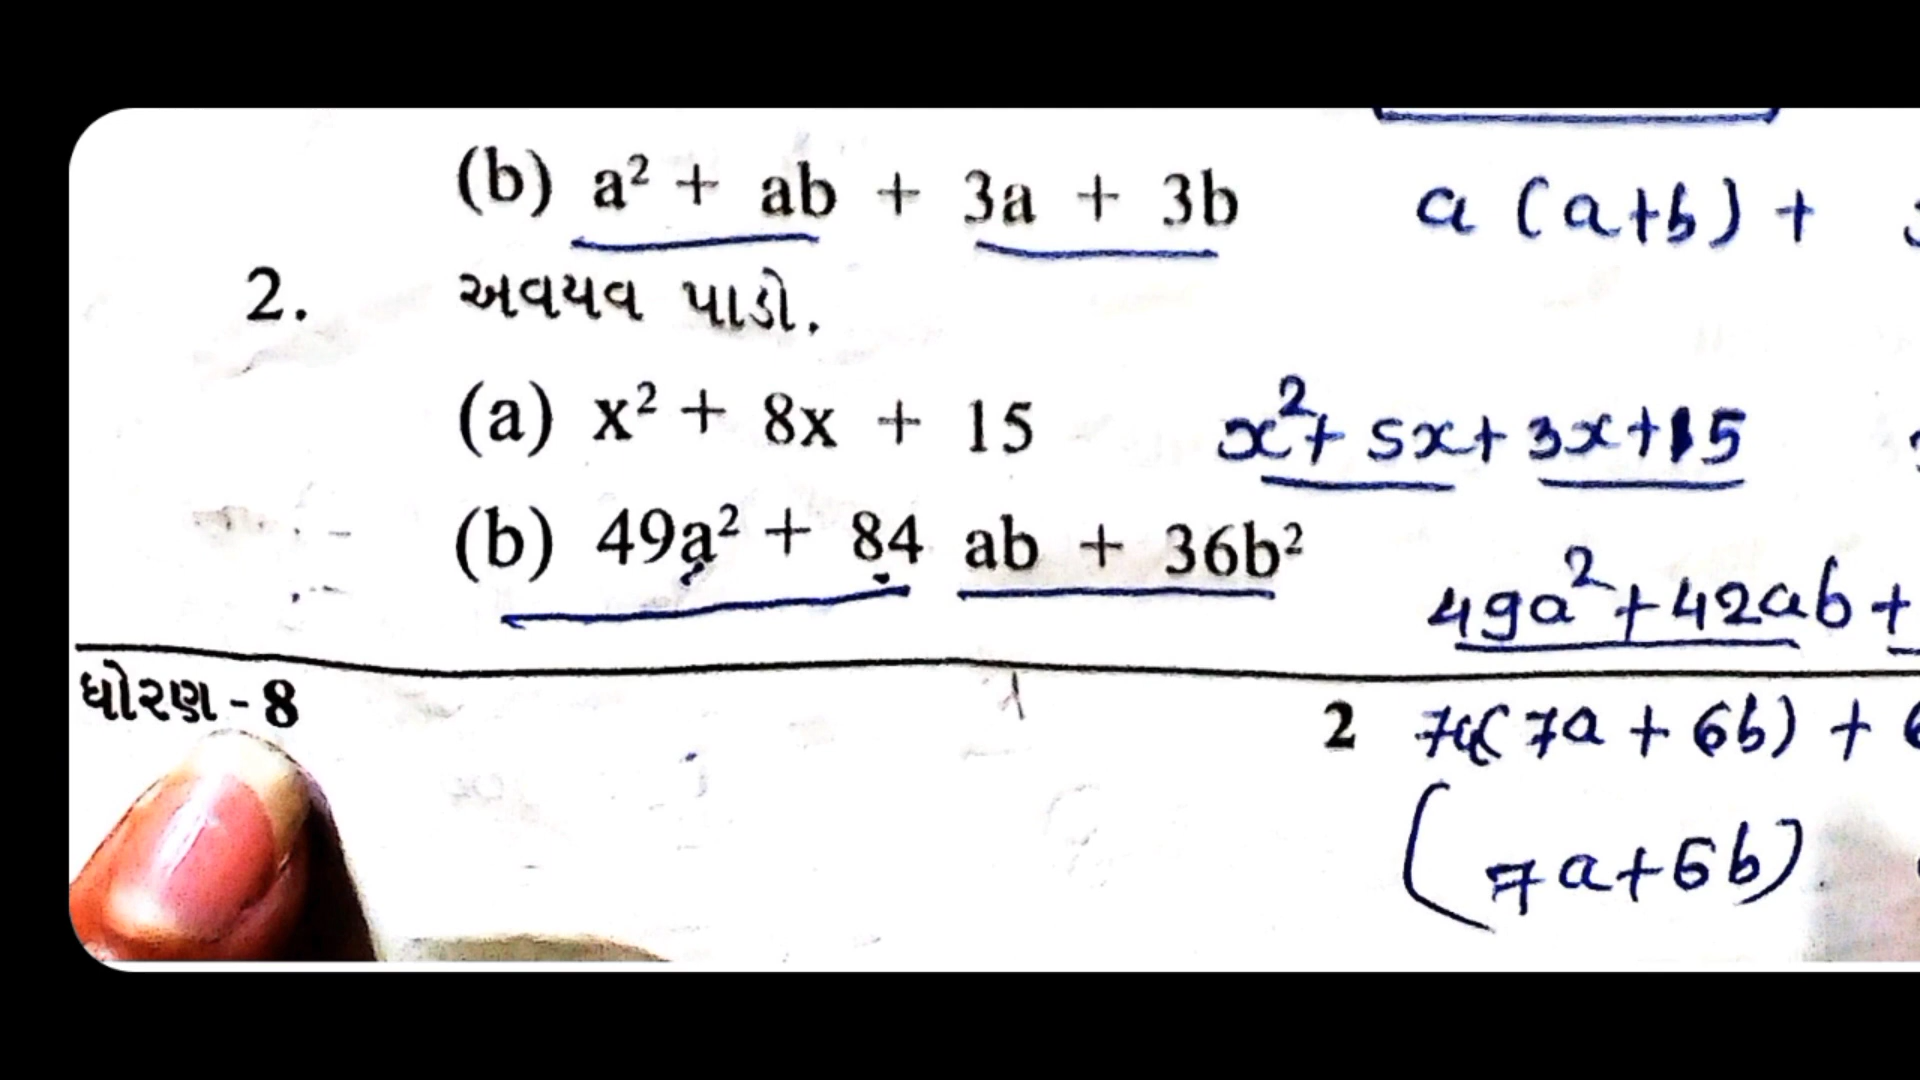 (b) a² + ab + 3a + 3b a (a+b) +
2. અવયવ પાડો.
(a) x² + 8x + 15 x²+ 5x+ 3x+15
(b) 49a² + 84 ab + 36b² 49a²+42ab+
ધોરણ - 8 2 7a(7a + 6b) +
(7a+6b)